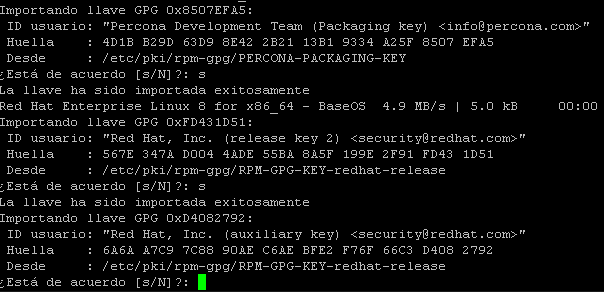 Importando llave GPG 0x8507EFA5:
 ID usuario: "Percona Development Team (Packaging key) <info@percona.com>"
 Huella    : 4D1B B29D 63D9 8E42 2B21 13B1 9334 A25F 8507 EFA5
 Desde     : /etc/pki/rpm-gpg/PERCONA-PACKAGING-KEY
¿Está de acuerdo [s/N]?: s
La llave ha sido importada exitosamente
Red Hat Enterprise Linux 8 for x86_64 - BaseOS  4.9 MB/s | 5.0 kB     00:00
Importando llave GPG 0xFD431D51:
 ID usuario: "Red Hat, Inc. (release key 2) <security@redhat.com>"
 Huella    : 567E 347A D004 4ADE 55BA 8A5F 199E 2F91 FD43 1D51
 Desde     : /etc/pki/rpm-gpg/RPM-GPG-KEY-redhat-release
¿Está de acuerdo [s/N]?: s
La llave ha sido importada exitosamente
Importando llave GPG 0xD4082792:
 ID usuario: "Red Hat, Inc. (auxiliary key) <security@redhat.com>"
 Huella    : 6A6A A7C9 7C88 90AE C6AE BFE2 F76F 66C3 D408 2792
 Desde     : /etc/pki/rpm-gpg/RPM-GPG-KEY-redhat-release
¿Está de acuerdo [s/N]?: